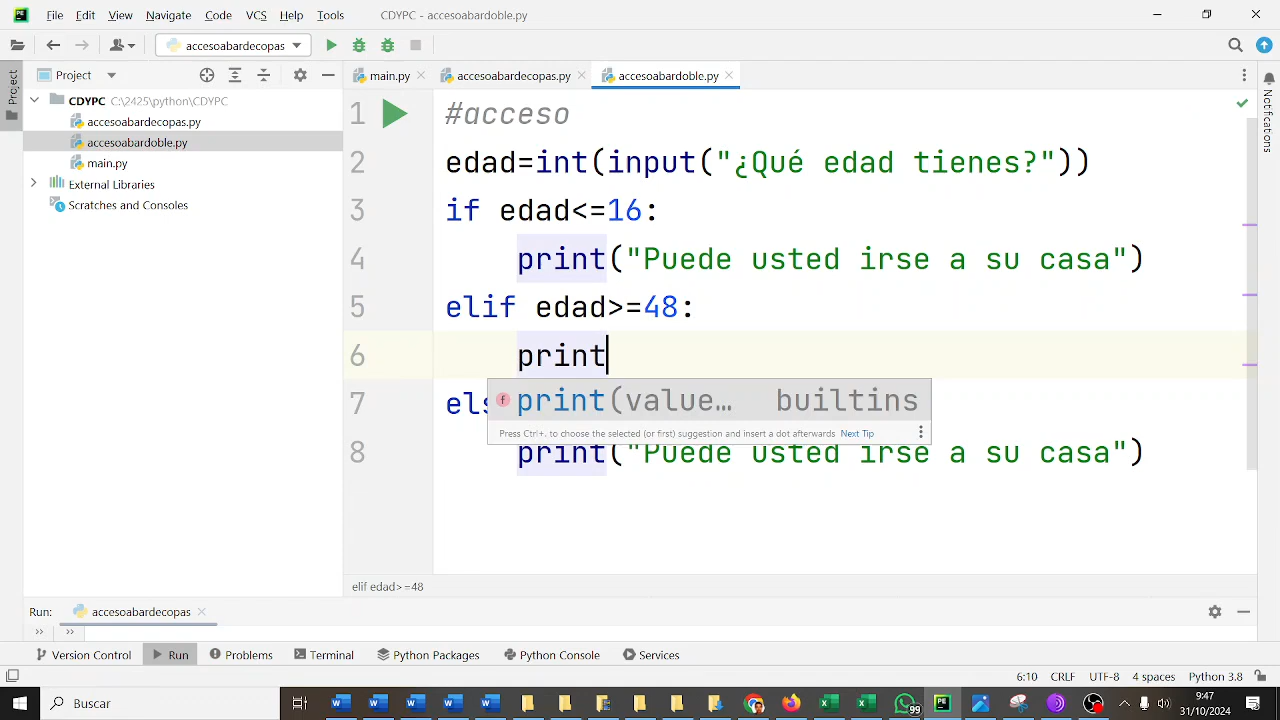 File Edit View Navigate Code VCS Help Tools CDYPC - accesoabardoble.py
accesoabardecopas
Project
main.py accesoabardecopas.py accesoabardoble.py
Project
Notifications
CDYPC C:\2425\python\CDYPC
accesoabardecopas.py
accesoabardoble.py
main.py
External Libraries
Scratches and Consoles
1 #acceso
2 edad=int(input("¿Qué edad tienes?"))
3 if edad<=16:
4 print("Puede usted irse a su casa")
5 elif edad>=48:
6 print
print(value… builtins
7 els
Press Ctrl+, to choose the selected (or first) suggestion and insert a dot afterwards Next Tip
8 print("Puede usted irse a su casa")
elif edad>=48
Run: accesoabardecopas
Version Control Run Problems Terminal Python Packages Python Console Services
6:10 CRLF UTF-8 4 spaces Python 3.8
Buscar
99
9:47
31/10/2024